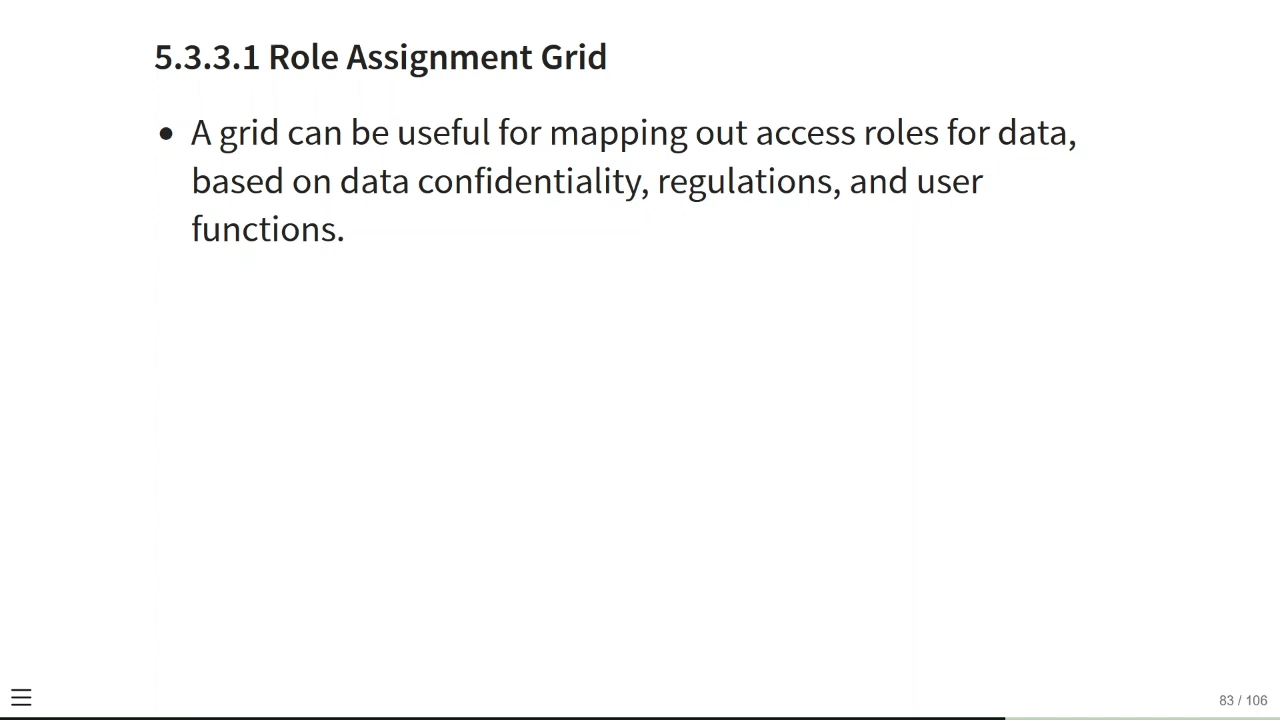 5.3.3.1 Role Assignment Grid
• A grid can be useful for mapping out access roles for data,
based on data confidentiality, regulations, and user
functions.
83 / 106